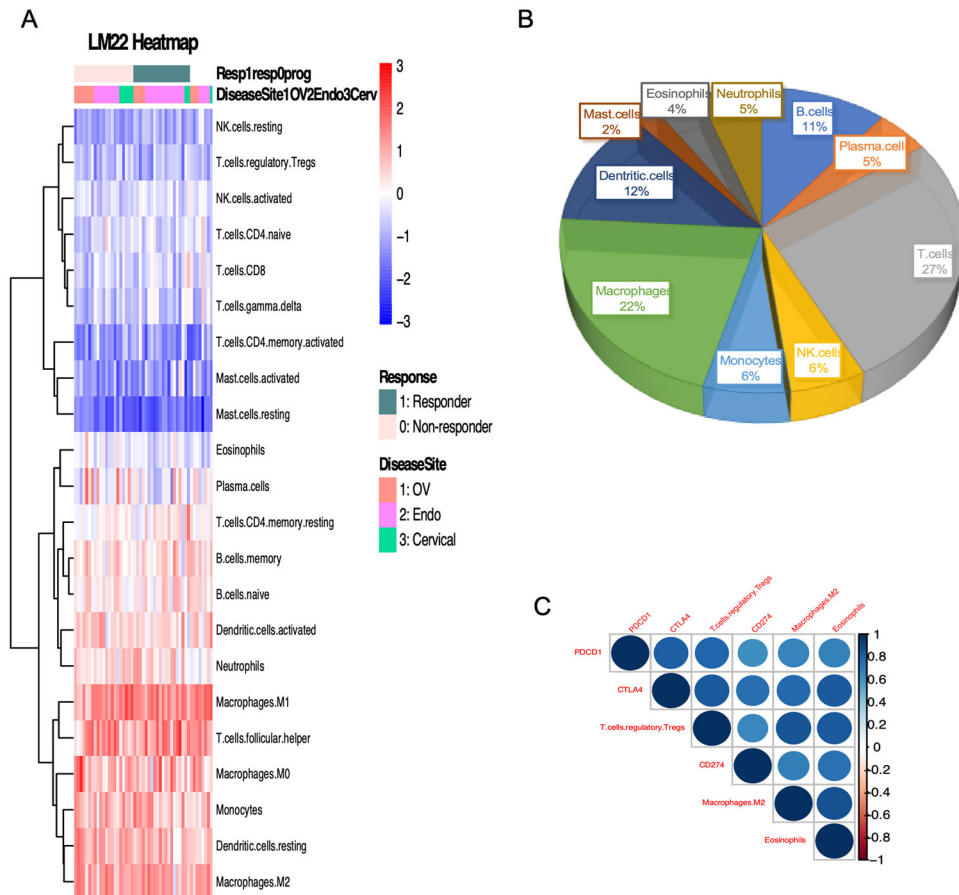 A
LM22 Heatmap
Resp1resp0prog
DiseaseSite1OV2Endo3Cerv
NK.cells.resting
T.cells.regulatory.Tregs
NK.cells.activated
T.cells.CD4.naive
T.cells.CD8
T.cells.gamma.delta
T.cells.CD4.memory.activated
Mast.cells.activated
Mast.cells.resting
Eosinophils
Plasma.cells
T.cells.CD4.memory.resting
B.cells.memory
B.cells.naive
Dendritic.cells.activated
Neutrophils
Macrophages.M1
T.cells.follicular.helper
Macrophages.M0
Monocytes
Dendritic.cells.resting
Macrophages.M2
3
2
1
0
−1
−2
−3
Response
1: Responder
0: Non-responder
DiseaseSite
1: OV
2: Endo
3: Cervical
B
Eosinophils
4%
Neutrophils
5%
B.cells
11%
Mast.cells
2%
Plasma.cells
5%
Dentritic.cells
12%
T.cells
27%
Macrophages
22%
Monocytes
6%
NK.cells
6%
C
PDCD1
CTLA4
T.cells.regulatory.Tregs
CD274
Macrophages.M2
Eosinophils
PDCD1
CTLA4
T.cells.regulatory.Tregs
CD274
Macrophages.M2
Eosinophils
1
0.8
0.6
0.4
0.2
0
−0.2
−0.4
−0.6
−0.8
−1